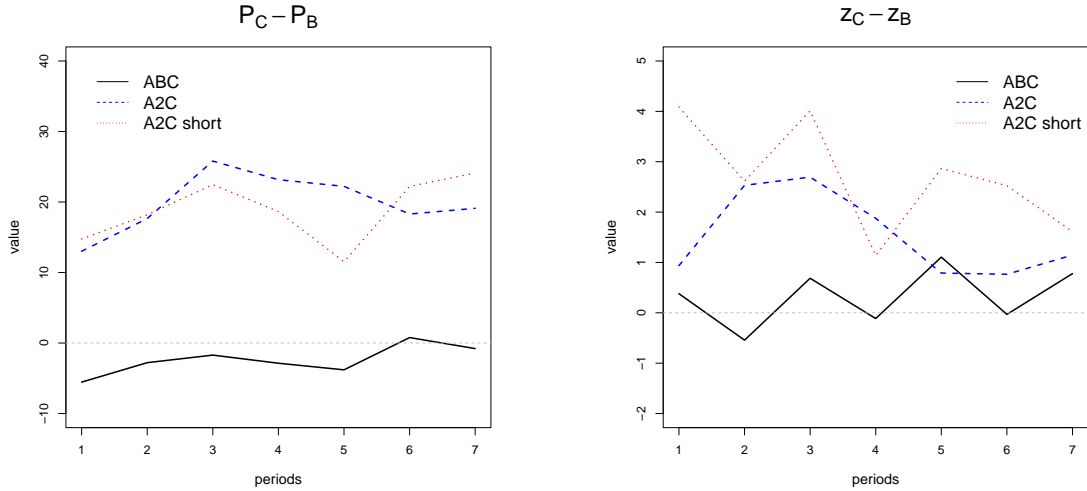 P_C − P_B
value
40
30
20
10
0
−10
ABC
A2C
A2C short
1 2 3 4 5 6 7
periods
z_C − z_B
value
5
4
3
2
1
0
−1
−2
ABC
A2C
A2C short
1 2 3 4 5 6 7
periods